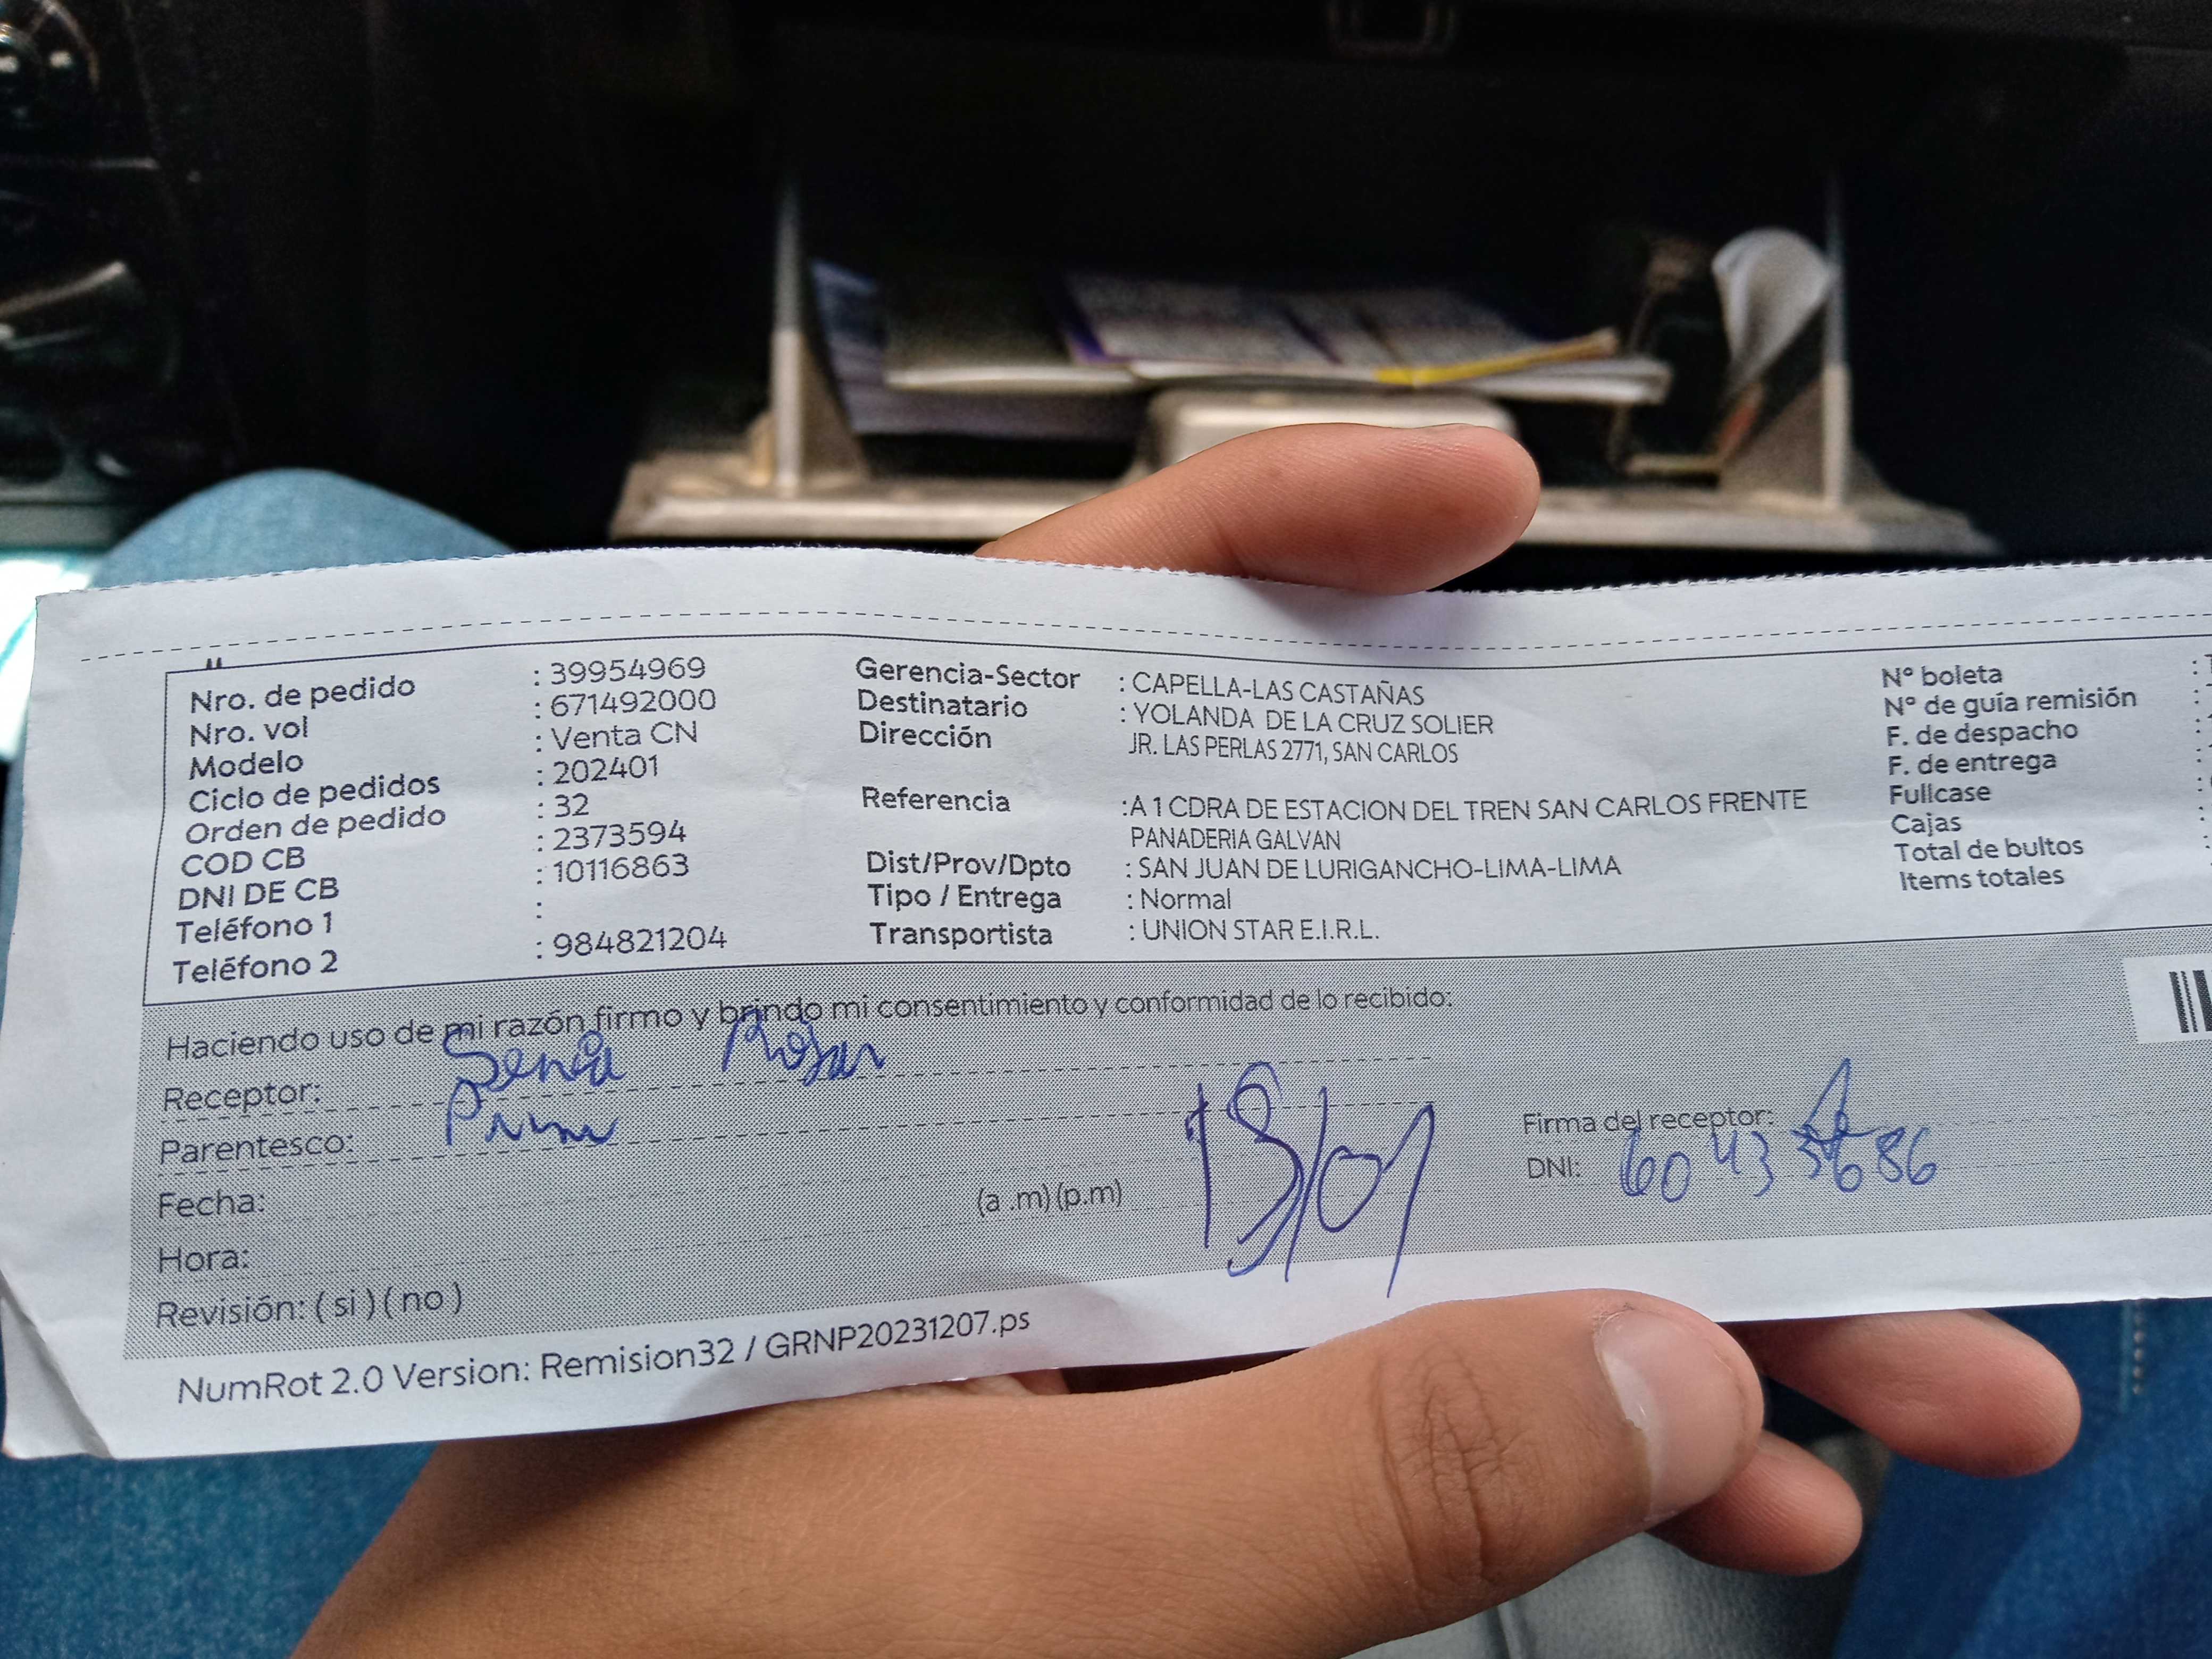 Nro. de pedido : 39954969
Nro. vol : 671492000
Modelo : Venta CN
Ciclo de pedidos : 202401
Orden de pedido : 32
COD CB : 2373594
DNI DE CB : 10116863
Teléfono 1 :
Teléfono 2 : 984821204
Gerencia-Sector : CAPELLA-LAS CASTAÑAS
Destinatario : YOLANDA DE LA CRUZ SOLIER
Dirección JR. LAS PERLAS 2771, SAN CARLOS
Referencia :A 1 CDRA DE ESTACION DEL TREN SAN CARLOS FRENTE
PANADERIA GALVAN
Dist/Prov/Dpto : SAN JUAN DE LURIGANCHO-LIMA-LIMA
Tipo / Entrega : Normal
Transportista : UNION STAR E.I.R.L.
N° boleta :
N° de guía remisión :
F. de despacho :
F. de entrega :
Fullcase :
Cajas :
Total de bultos :
Items totales
Haciendo uso de mi razón firmo y brindo mi consentimiento y conformidad de lo recibido:
Receptor:
Parentesco:
Fecha:
Hora: (a .m) (p.m)
Revisión: ( si ) ( no )
Firma del receptor:
DNI:
NumRot 2.0 Version: Remision32 / GRNP20231207.ps